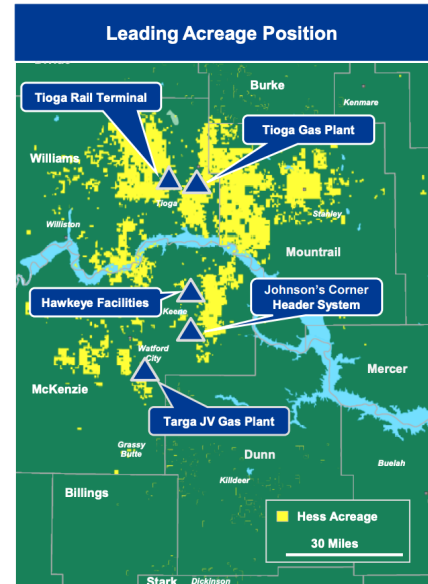 Leading Acreage Position
Burke
Tioga Rail Terminal
Kenmare
Tioga Gas Plant
Williams
Tioga
Stanley
Williston
Mountrail
Johnson's Corner
Header System
Hawkeye Facilities
Keene
Watford
City
Mercer
McKenzie
Targa JV Gas Plant
Grassy
Butte
Dunn
Buelah
Killdeer
Billings
Hess Acreage
30 Miles
Stark
Dickinson